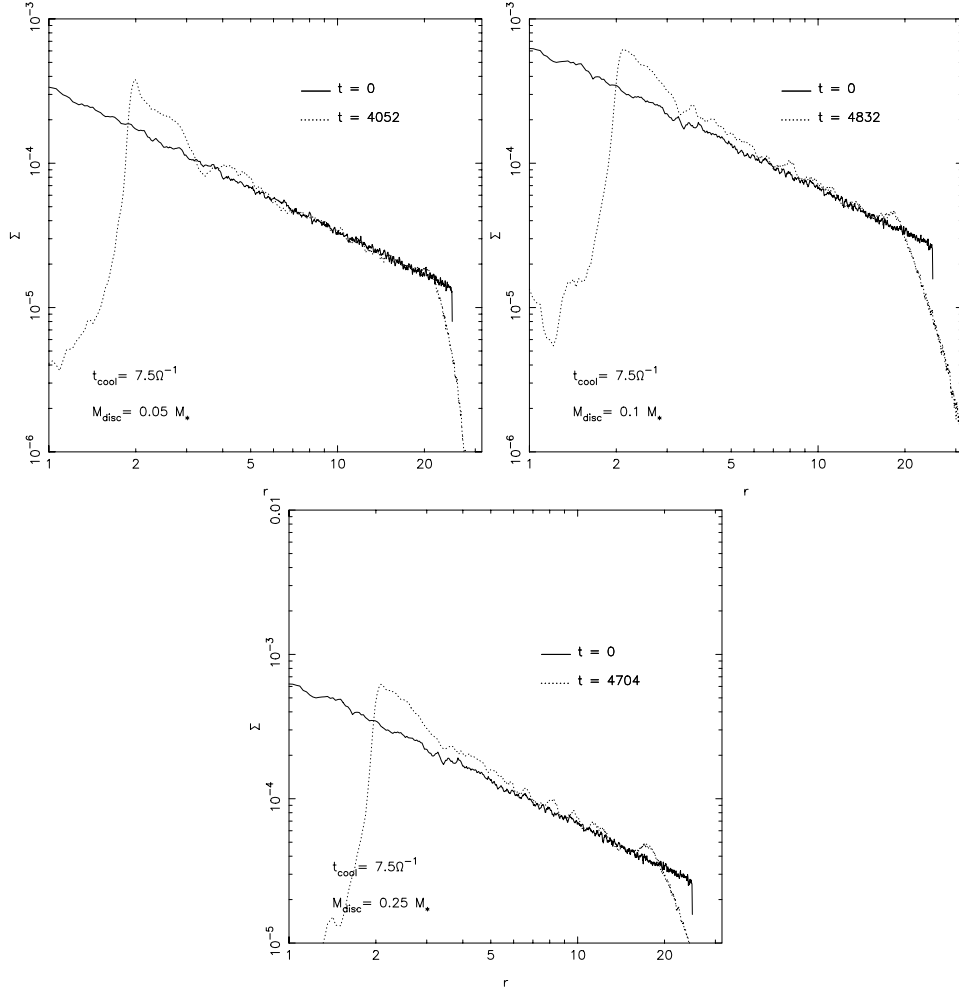 10⁻³
10⁻⁴
10⁻⁵
10⁻⁶
Σ
t = 0
t = 4052
t_cool= 7.5Ω⁻¹
M_disc= 0.05 M_*
1 2 5 10 20
r
10⁻³
10⁻⁴
10⁻⁵
10⁻⁶
Σ
t = 0
t = 4832
t_cool= 7.5Ω⁻¹
M_disc= 0.1 M_*
1 2 5 10 20
r
0.01
10⁻³
10⁻⁴
10⁻⁵
Σ
t = 0
t = 4704
t_cool= 7.5Ω⁻¹
M_disc= 0.25 M_*
1 2 5 10 20
r